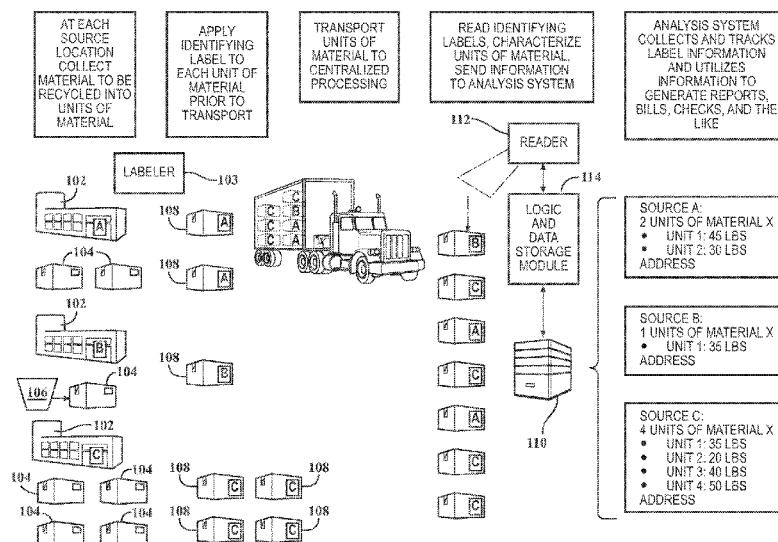 AT EACH
SOURCE
LOCATION
COLLECT
MATERIAL TO BE
RECYCLED INTO
UNITS OF
MATERIAL
APPLY
IDENTIFYING
LABEL TO
EACH UNIT OF
MATERIAL
PRIOR TO
TRANSPORT
TRANSPORT
UNITS OF
MATERIAL TO
CENTRALIZED
PROCESSING
READ IDENTIFYING
LABELS, CHARACTERIZE
UNITS OF MATERIAL,
SEND INFORMATION
TO ANALYSIS SYSTEM
ANALYSIS SYSTEM
COLLECTS AND TRACKS
LABEL INFORMATION
AND UTILIZES
INFORMATION TO
GENERATE REPORTS,
BILLS, CHECKS, AND THE
LIKE
LABELER
103
102
A
104
108
A
108
A
102
B
108
B
106
104
102
C
104
104
104
104
108
C
C
108
108
C
C
108
C
C B
C A
C A
112
READER
114
LOGIC
AND
DATA
STORAGE
MODULE
110
B
C
A
C
A
C
C
SOURCE A:
2 UNITS OF MATERIAL X
• UNIT 1: 45 LBS
• UNIT 2: 30 LBS
ADDRESS
SOURCE B:
1 UNITS OF MATERIAL X
• UNIT 1: 35 LBS
ADDRESS
SOURCE C:
4 UNITS OF MATERIAL X
• UNIT 1: 35 LBS
• UNIT 2: 20 LBS
• UNIT 3: 40 LBS
• UNIT 4: 50 LBS
ADDRESS